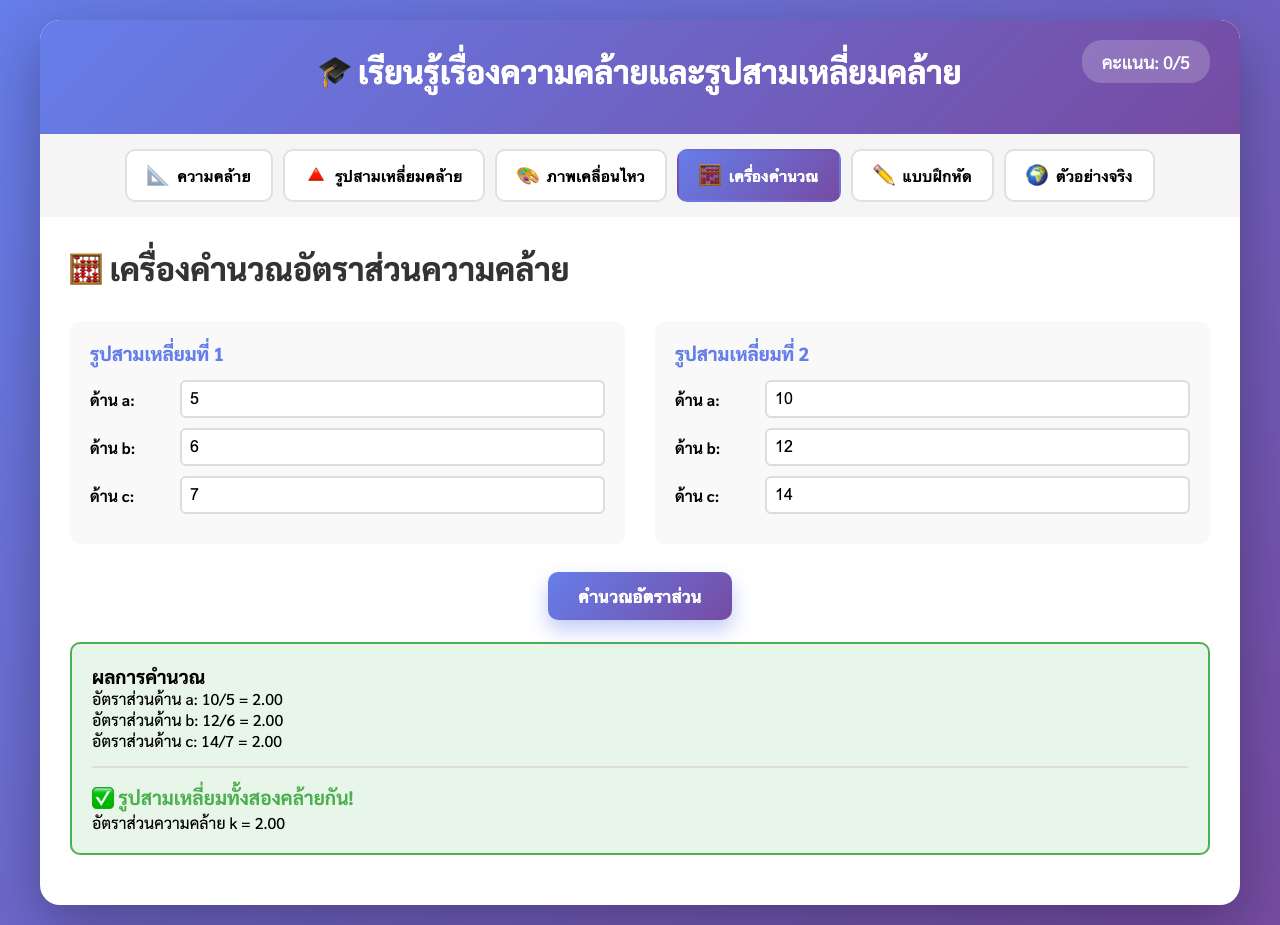 🎓 เรียนรู้เรื่องความคล้ายและรูปสามเหลี่ยมคล้าย
คะแนน: 0/5
📐 ความคล้าย
🔺 รูปสามเหลี่ยมคล้าย
🎨 ภาพเคลื่อนไหว
🧮 เครื่องคำนวณ
✏️ แบบฝึกหัด
🌍 ตัวอย่างจริง
🧮 เครื่องคำนวณอัตราส่วนความคล้าย
รูปสามเหลี่ยมที่ 1
ด้าน a: 5
ด้าน b: 6
ด้าน c: 7
รูปสามเหลี่ยมที่ 2
ด้าน a: 10
ด้าน b: 12
ด้าน c: 14
คำนวณอัตราส่วน
ผลการคำนวณ
อัตราส่วนด้าน a: 10/5 = 2.00
อัตราส่วนด้าน b: 12/6 = 2.00
อัตราส่วนด้าน c: 14/7 = 2.00
✅ รูปสามเหลี่ยมทั้งสองคล้ายกัน!
อัตราส่วนความคล้าย k = 2.00